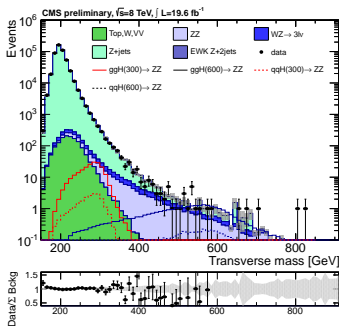 CMS preliminary, √s=8 TeV, ∫ L=19.6 fb⁻¹
Events
10⁶
10⁵
10⁴
10³
10²
10
1
10⁻¹
Top,W,VV
ZZ
WZ→ 3lν
Z+jets
EWK Z+2jets
data
ggH(300)→ ZZ
ggH(600)→ ZZ
qqH(300)→ ZZ
qqH(600)→ ZZ
200 400 600 800
Transverse mass [GeV]
Data/Σ Bckg
1.5
1
0.5
200 400 600 800